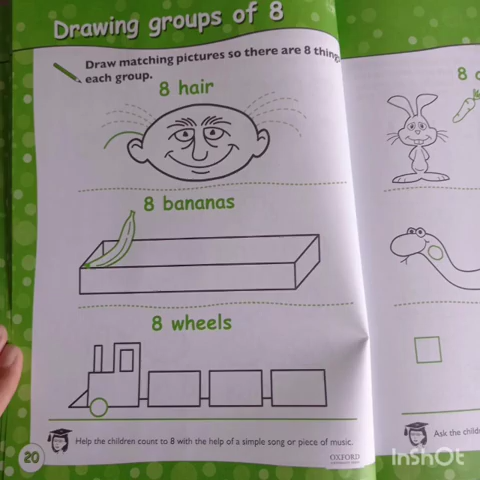 Drawing groups of 8
Draw matching pictures so there are 8
each group.
8 hair
8 bananas
8 wheels
Help the children count to 8 with the help of a simple song or piece of music.
20
OXFORD
UNIVERSITY PRESS
8
Ask the
InShOt